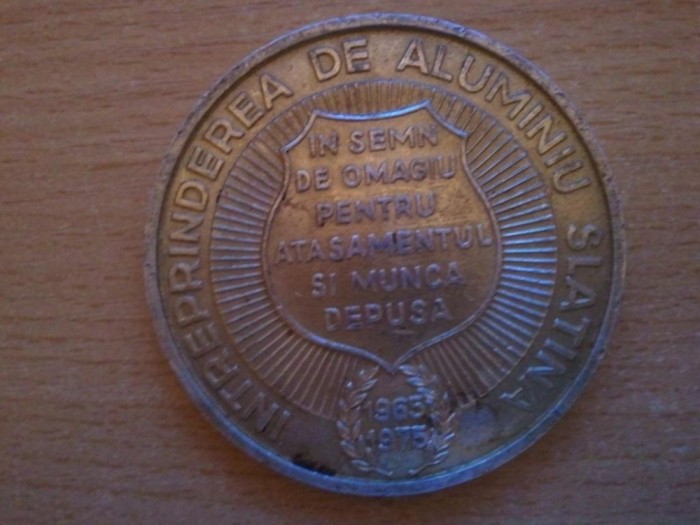 INTREPRINDEREA DE ALUMINIU SLATINA
IN SEMN
DE OMAGIU
PENTRU
ATASAMENTUL
SI MUNCA
DEPUSA
1965
1975